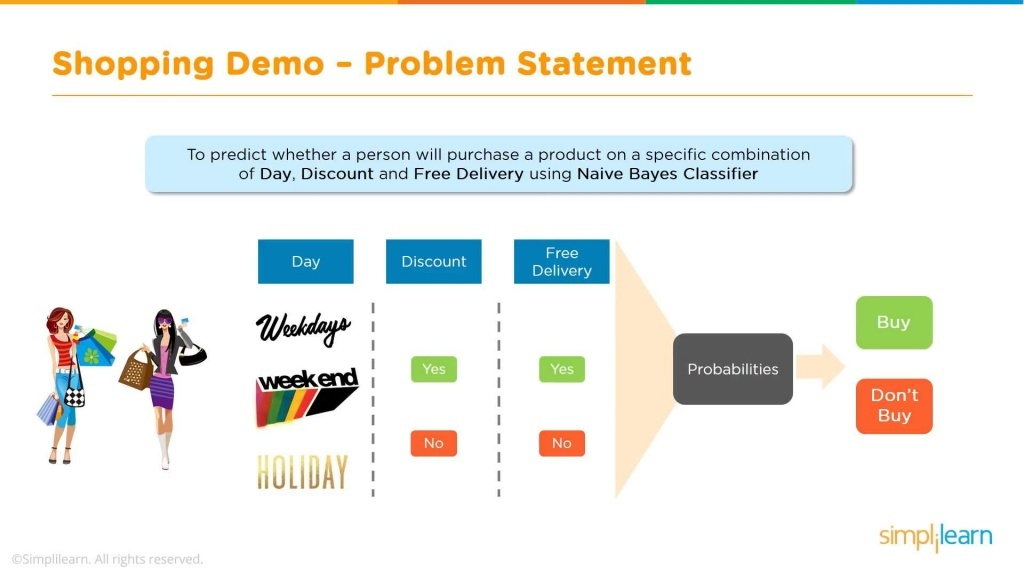 Shopping Demo – Problem Statement
To predict whether a person will purchase a product on a specific combination
of Day, Discount and Free Delivery using Naive Bayes Classifier
Day
Discount
Free
Delivery
Weekdays
weekend
HOLIDAY
Yes
No
Yes
No
Probabilities
Buy
Don't
Buy
simplilearn
©Simplilearn. All rights reserved.